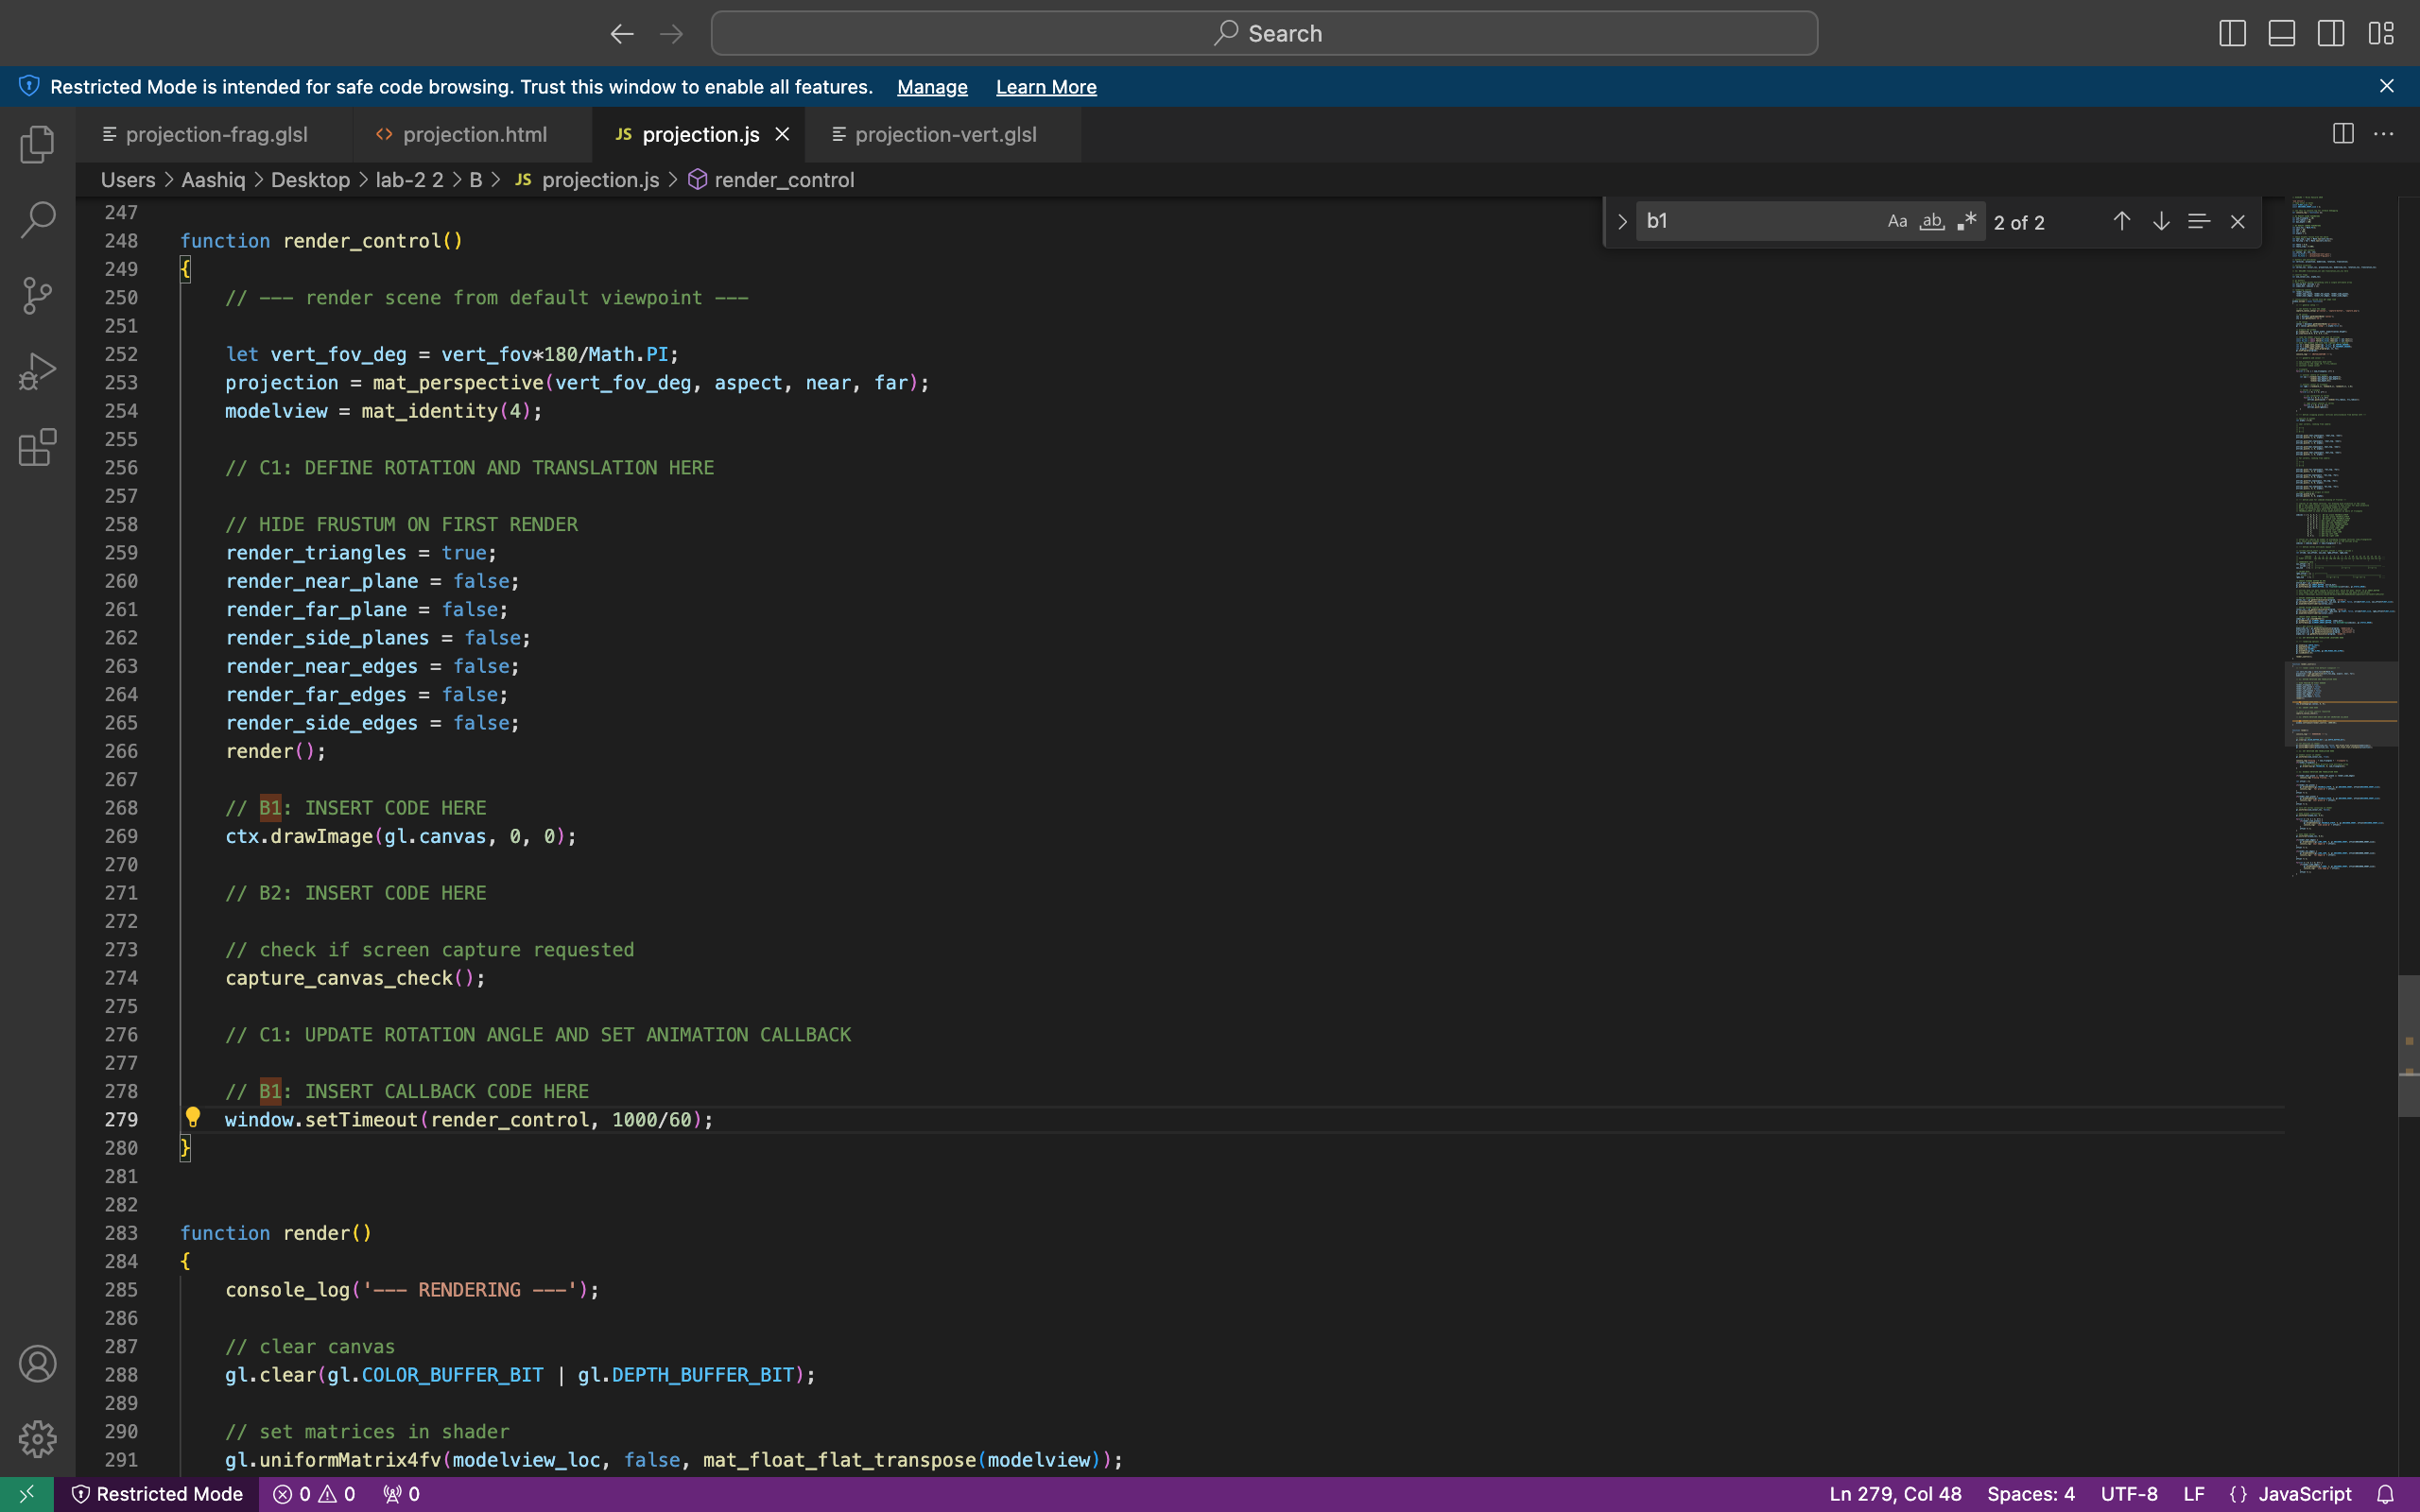 Search
Restricted Mode is intended for safe code browsing. Trust this window to enable all features. Manage Learn More
projection-frag.glsl <> projection.html JS projection.js projection-vert.glsl
Users > Aashiq > Desktop > lab-2 2 > B > JS projection.js > render_control
b1 Aa ab .* 2 of 2
247
248 function render_control()
249 {
250 // --- render scene from default viewpoint ---
251
252 let vert_fov_deg = vert_fov*180/Math.PI;
253 projection = mat_perspective(vert_fov_deg, aspect, near, far);
254 modelview = mat_identity(4);
255
256 // C1: DEFINE ROTATION AND TRANSLATION HERE
257
258 // HIDE FRUSTUM ON FIRST RENDER
259 render_triangles = true;
260 render_near_plane = false;
261 render_far_plane = false;
262 render_side_planes = false;
263 render_near_edges = false;
264 render_far_edges = false;
265 render_side_edges = false;
266 render();
267
268 // B1: INSERT CODE HERE
269 ctx.drawImage(gl.canvas, 0, 0);
270
271 // B2: INSERT CODE HERE
272
273 // check if screen capture requested
274 capture_canvas_check();
275
276 // C1: UPDATE ROTATION ANGLE AND SET ANIMATION CALLBACK
277
278 // B1: INSERT CALLBACK CODE HERE
279 window.setTimeout(render_control, 1000/60);
280 }
281
282
283 function render()
284 {
285 console_log('--- RENDERING ---');
286
287 // clear canvas
288 gl.clear(gl.COLOR_BUFFER_BIT | gl.DEPTH_BUFFER_BIT);
289
290 // set matrices in shader
291 gl.uniformMatrix4fv(modelview_loc, false, mat_float_flat_transpose(modelview));
Restricted Mode 0 0 0 Ln 279, Col 48 Spaces: 4 UTF-8 LF {} JavaScript